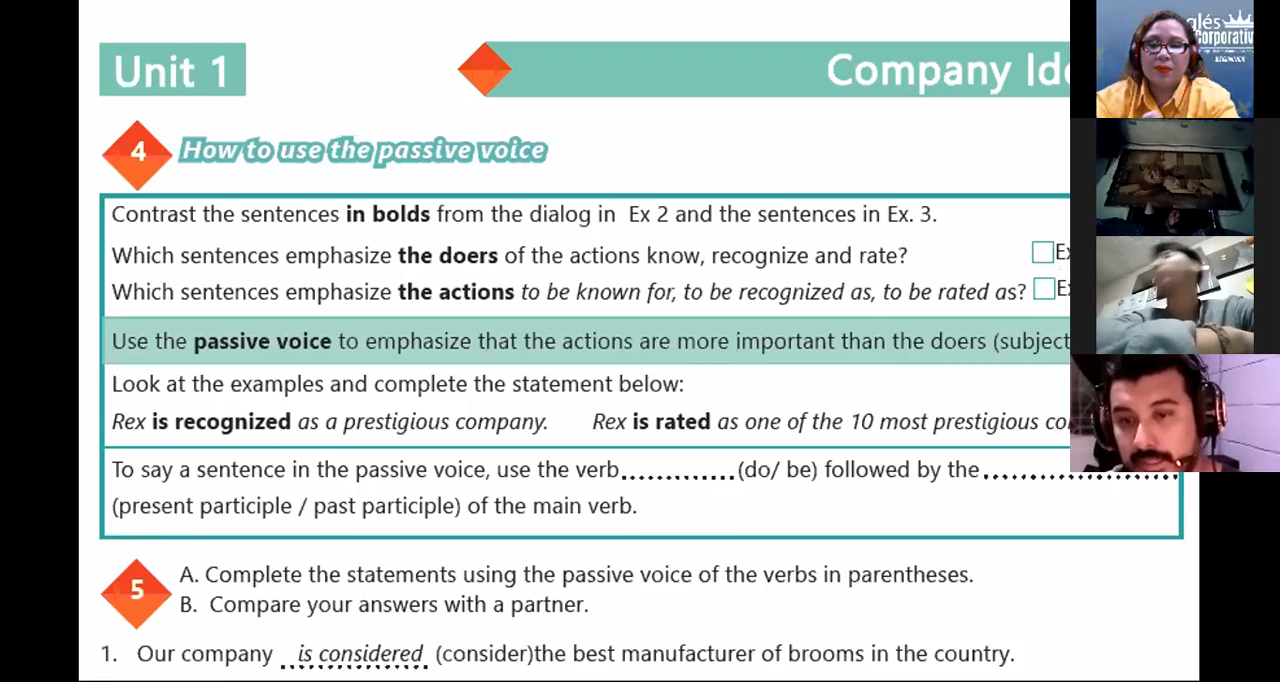 Unit 1
Company Ide
4
How to use the passive voice
Contrast the sentences in bolds from the dialog in Ex 2 and the sentences in Ex. 3.
Which sentences emphasize the doers of the actions know, recognize and rate? Ex
Which sentences emphasize the actions to be known for, to be recognized as, to be rated as? Ex
Use the passive voice to emphasize that the actions are more important than the doers (subject
Look at the examples and complete the statement below:
Rex is recognized as a prestigious company. Rex is rated as one of the 10 most prestigious co
To say a sentence in the passive voice, use the verb............(do/ be) followed by the......................
(present participle / past participle) of the main verb.
5
A. Complete the statements using the passive voice of the verbs in parentheses.
B. Compare your answers with a partner.
1. Our company is considered (consider)the best manufacturer of brooms in the country.
glés
Corporativ
BEGINNER